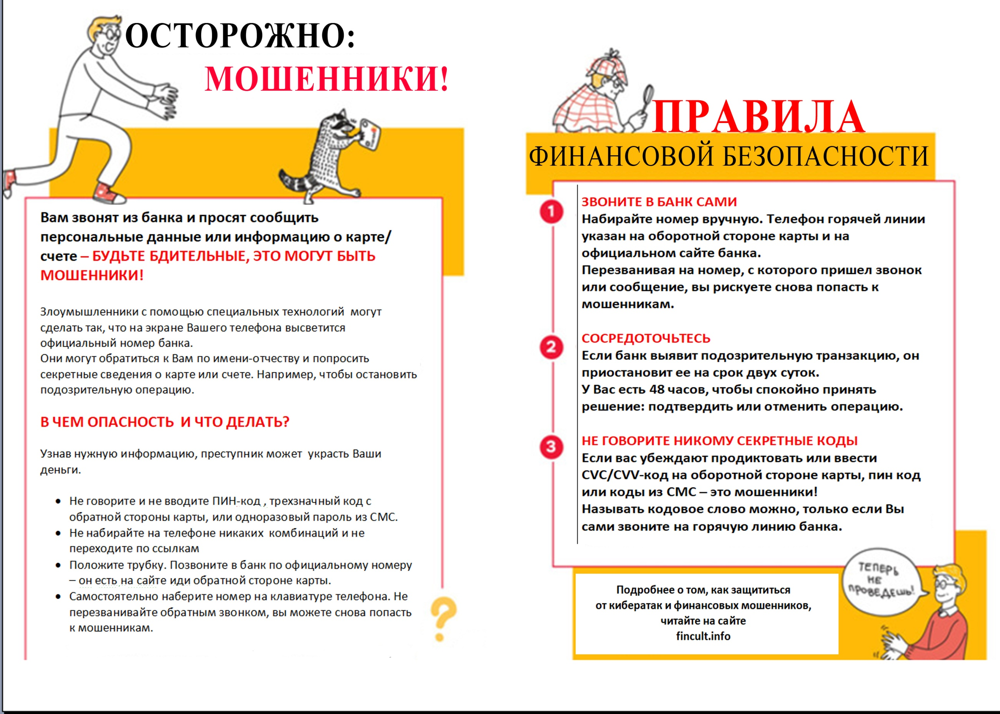 ОСТОРОЖНО:
МОШЕННИКИ!
Вам звонят из банка и просят сообщить
персональные данные или информацию о карте/
счете – БУДЬТЕ БДИТЕЛЬНЫЕ, ЭТО МОГУТ БЫТЬ
МОШЕННИКИ!
Злоумышленники с помощью специальных технологий могут
сделать так, что на экране Вашего телефона высветится
официальный номер банка.
Они могут обратиться к Вам по имени-отчеству и попросить
секретные сведения о карте или счете. Например, чтобы остановить
подозрительную операцию.
В ЧЕМ ОПАСНОСТЬ И ЧТО ДЕЛАТЬ?
Узнав нужную информацию, преступник может украсть Ваши
деньги.
• Не говорите и не вводите ПИН-код , трехзначный код с
обратной стороны карты, или одноразовый пароль из СМС.
• Не набирайте на телефоне никаких комбинаций и не
переходите по ссылкам
• Положите трубку. Позвоните в банк по официальному номеру
– он есть на сайте иди обратной стороне карты.
• Самостоятельно наберите номер на клавиатуре телефона. Не
перезванивайте обратным звонком, вы можете снова попасть
к мошенникам.
?
ПРАВИЛА
ФИНАНСОВОЙ БЕЗОПАСНОСТИ
1
ЗВОНИТЕ В БАНК САМИ
Набирайте номер вручную. Телефон горячей линии
указан на оборотной стороне карты и на
официальном сайте банка.
Перезванивая на номер, с которого пришел звонок
или сообщение, вы рискуете снова попасть к
мошенникам.
2
СОСРЕДОТОЧЬТЕСЬ
Если банк выявит подозрительную транзакцию, он
приостановит ее на срок двух суток.
У Вас есть 48 часов, чтобы спокойно принять
решение: подтвердить или отменить операцию.
3
НЕ ГОВОРИТЕ НИКОМУ СЕКРЕТНЫЕ КОДЫ
Если вас убеждают продиктовать или ввести
CVC/CVV-код на оборотной стороне карты, пин код
или коды из СМС – это мошенники!
Называть кодовое слово можно, только если Вы
сами звоните на горячую линию банка.
ТЕПЕРЬ
НЕ
ПРОВЕДЕШЬ!
Подробнее о том, как защититься
от кибератак и финансовых мошенников,
читайте на сайте
fincult.info